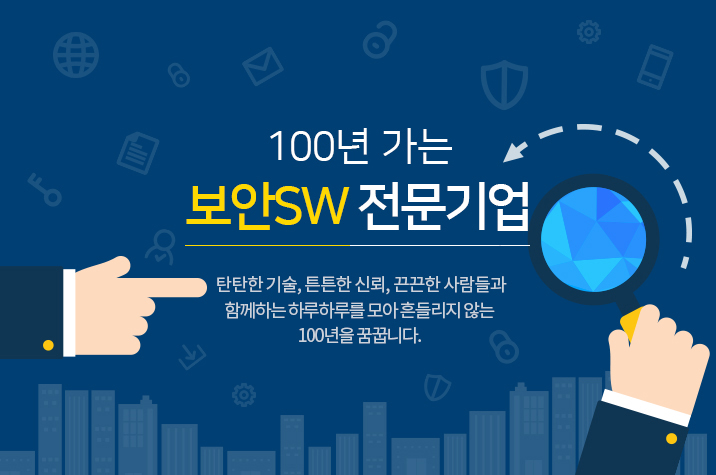 100년 가는
보안SW 전문기업
탄탄한 기술, 튼튼한 신뢰, 끈끈한 사람들과
함께하는 하루하루를 모아 흔들리지 않는
100년을 꿈꿉니다.